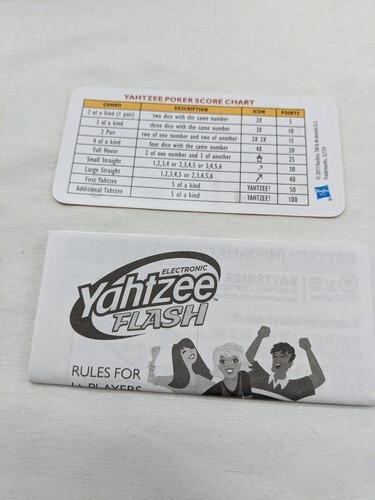 YAHTZEE POKER SCORE CHART
COMBO DESCRIPTION ICON POINTS
2 of a kind (1 pair) two dice with the same number 2X 5
3 of a kind three dice with the same number 3X 10
2 Pair two of one number and two of another 2X 2X 15
4 of a kind four dice with the same number 4X 20
Full House 2 of one number and 3 of another 25
Small Straight 1,2,3,4 or 2,3,4,5 or 3,4,5,6 30
Large Straight 1,2,3,4,5 or 2,3,4,5,6 40
First Yahtzee 5 of a kind YAHTZEE! 50
Additional Yahtzee 5 of a kind YAHTZEE! 100
Hasbro
ELECTRONIC
Yahtzee
FLASH
RULES FOR
1+ PLAYERS